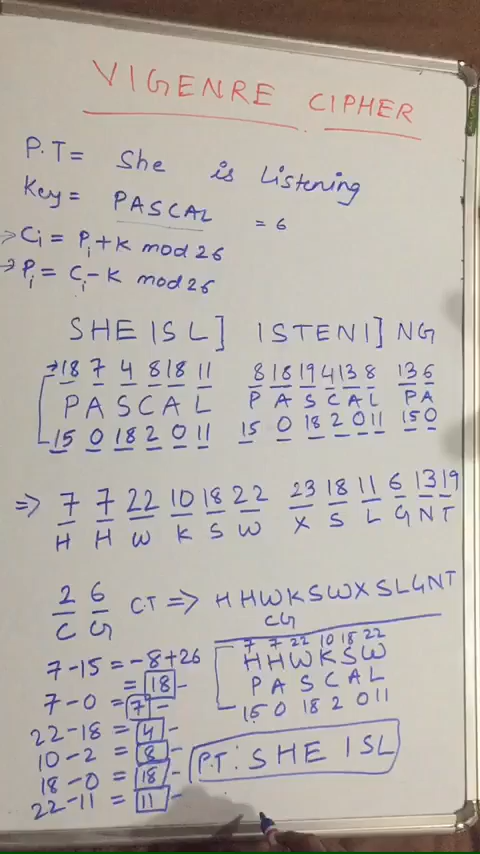 VIGENRE CIPHER
P.T= She is Listening
Key= PASCAL = 6
→ Ci = Pi + K mod 26
→ Pi = Ci - K mod 26
SHE ISL] ISTENI] NG
→18 7 4 8 18 11 8 18 19 4 13 8 13 6
P A S C A L P A S C A L P A
15 0 18 2 0 11 15 0 18 2 0 11 15 0
⇒ 7 7 22 10 18 22 23 18 11 6 13 19
H H W K S W X S L G N T
2 6 C.T ⇒ HHWKSWXSLGNT
C G CG
7 7 22 10 18 22
HHWKSW
PASCAL
15 0 18 2 0 11
7-15 = -8+26
= 18 -
7-0 = 7 -
22-18 = 4 -
10-2 = 8 -
18-0 = 18 -
22-11 = 11 -
P.T: SHE ISL